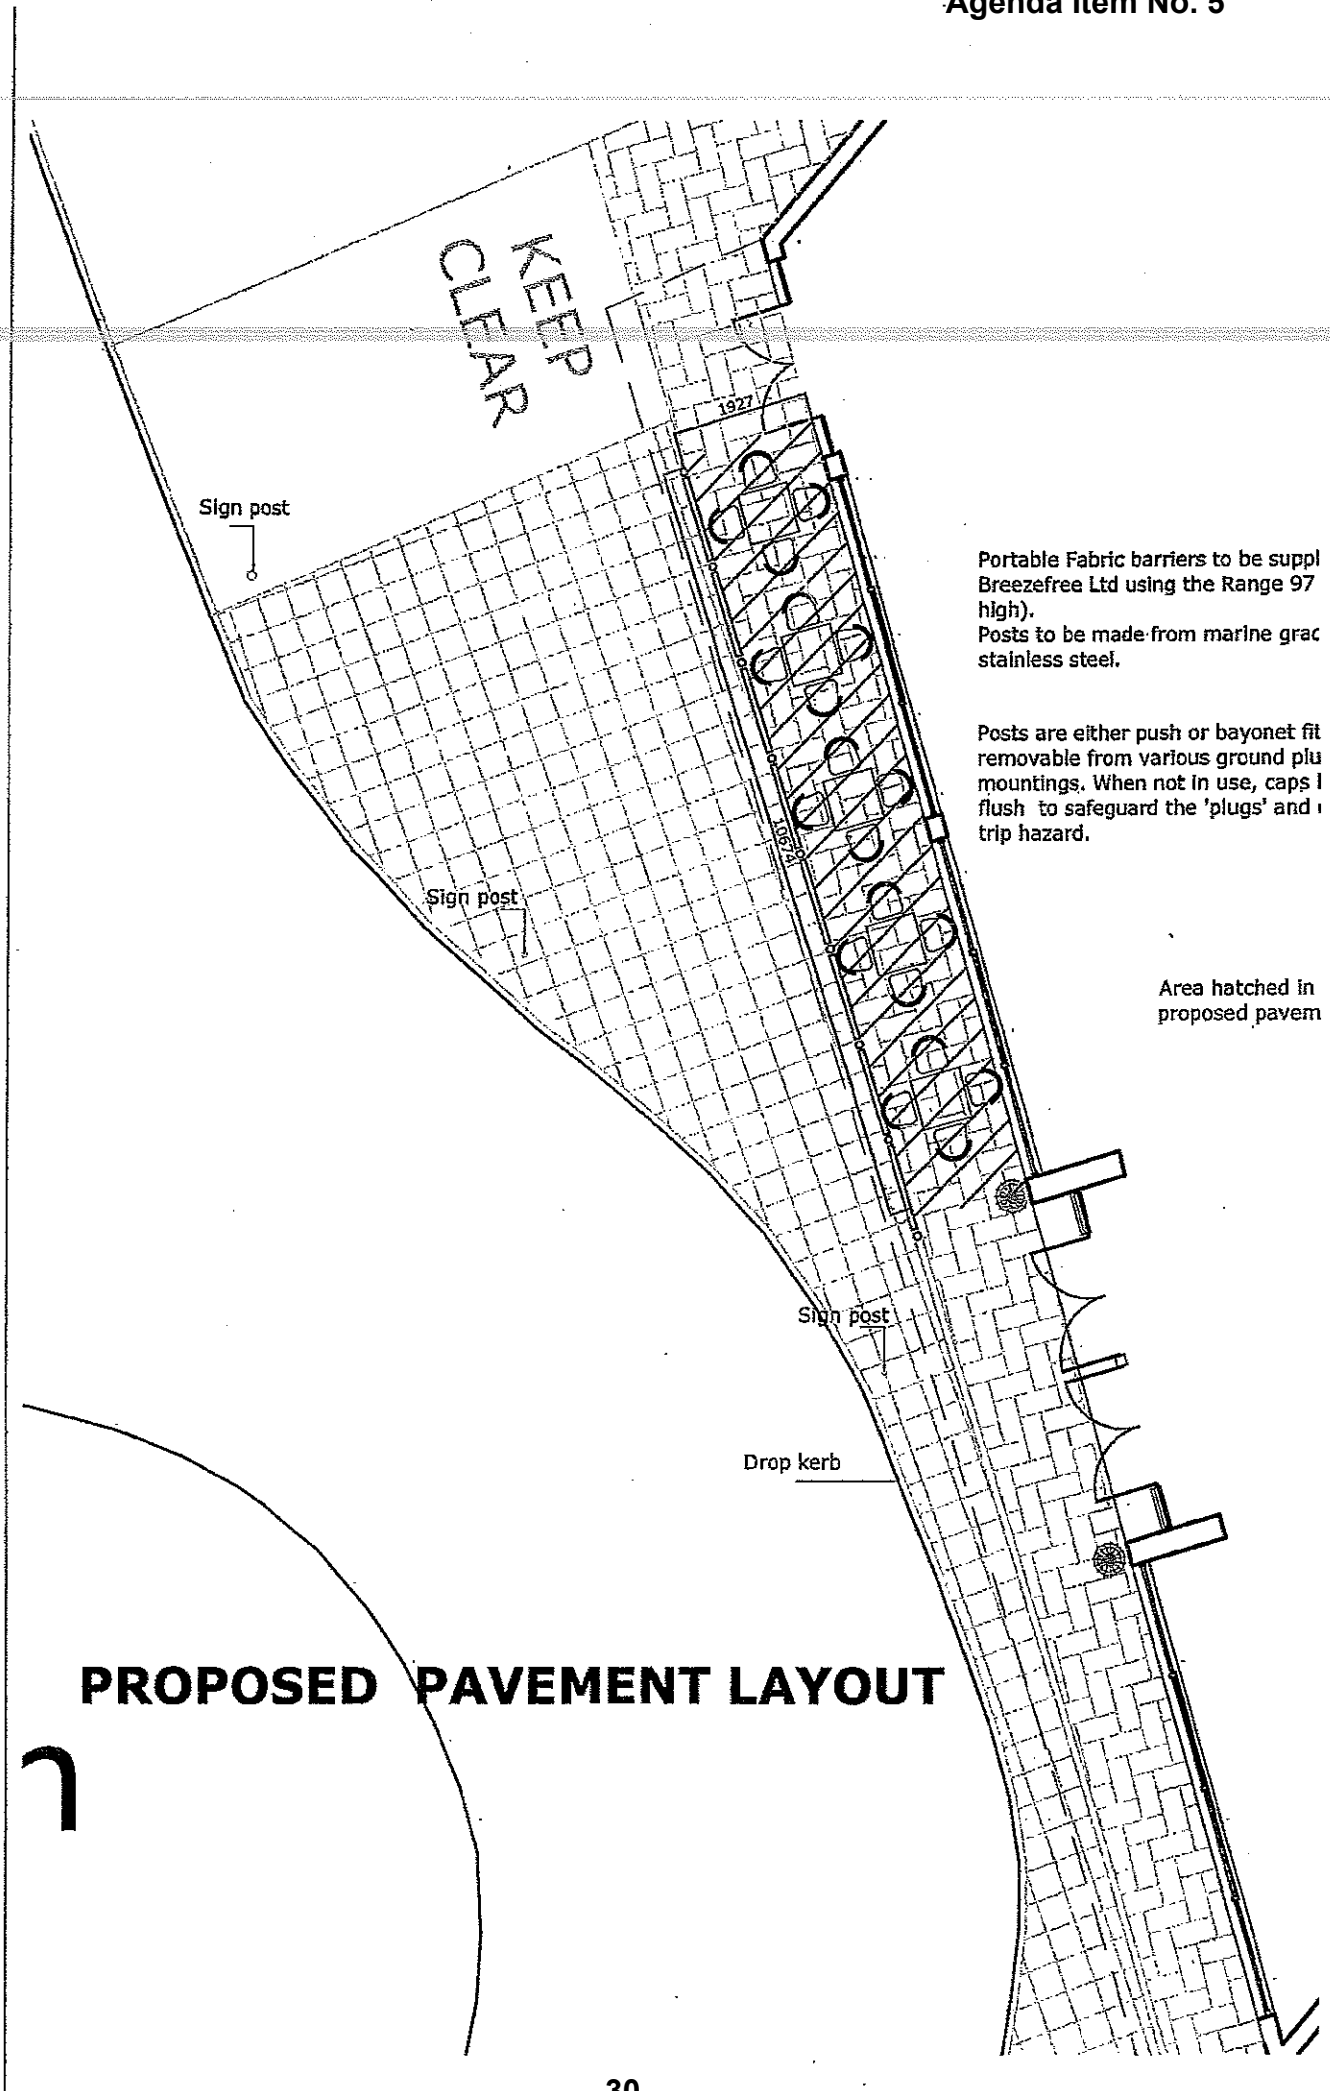 Agenda Item No. 5
KEEP
CLEAR
1927
Sign post
Portable Fabric barriers to be suppl
Breezefree Ltd using the Range 97
high).
Posts to be made from marine grac
stainless steel.
Posts are either push or bayonet fit
removable from various ground plu
mountings. When not in use, caps l
flush to safeguard the 'plugs' and
trip hazard.
10674
Sign post
Area hatched in
proposed pavem
Sign post
Drop kerb
PROPOSED PAVEMENT LAYOUT
30